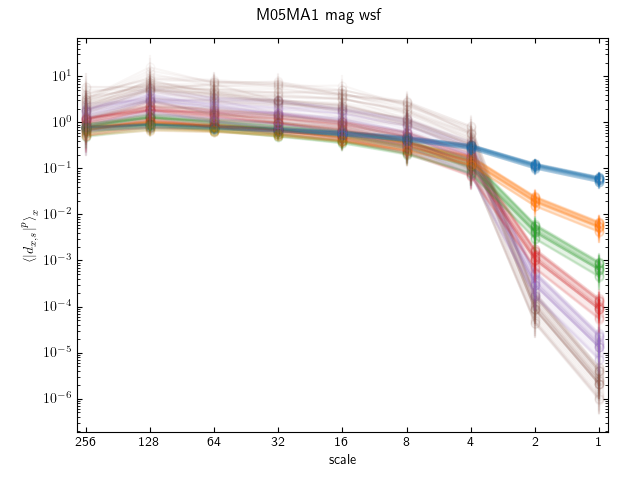 M05MA1 mag wsf
⟨|d_{x,s}|^p⟩_x
10^1
10^0
10^{-1}
10^{-2}
10^{-3}
10^{-4}
10^{-5}
10^{-6}
256 128 64 32 16 8 4 2 1
scale